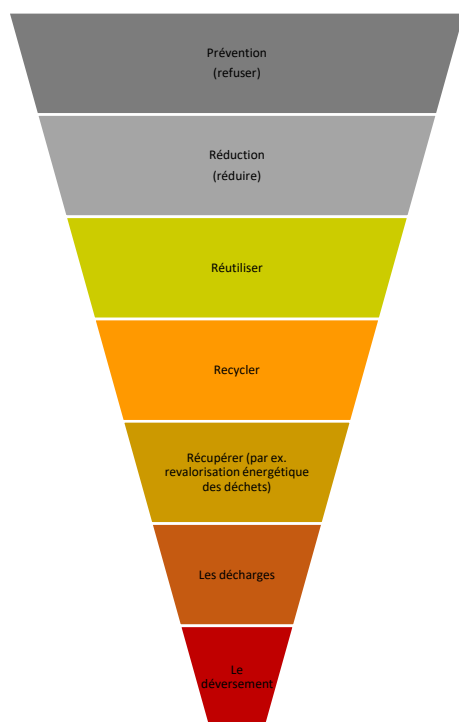 Prévention
(refuser)
Réduction
(réduire)
Réutiliser
Recycler
Récupérer (par ex.
revalorisation énergétique
des déchets)
Les décharges
Le
déversement